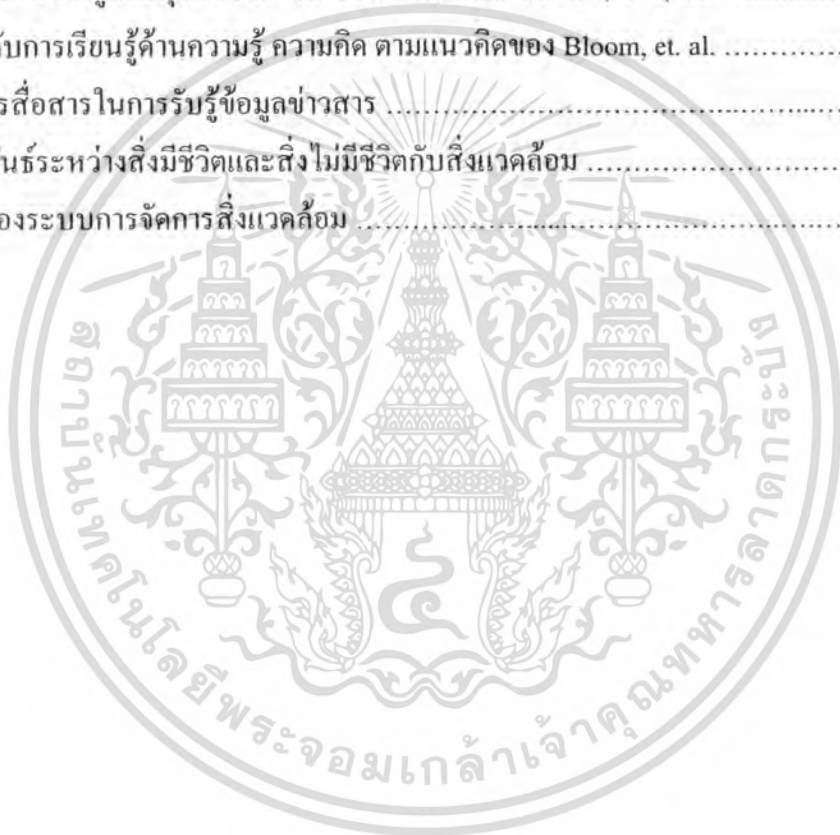 ับการเรียนรู้ด้านความรู้ ความคิด ตามแนวคิดของ Bloom, et. al. ................
รสื่อสารในการรับรู้ข้อมูลข่าวสาร ................................................................
ันธ์ระหว่างสิ่งมีชีวิตและสิ่งไม่มีชีวิตกับสิ่งแวดล้อม ................................
องระบบการจัดการสิ่งแวดล้อม ................................................................
สถาบันเทคโนโลยีพระจอมเกล้าเจ้าคุณทหารลาดกระบัง
๔